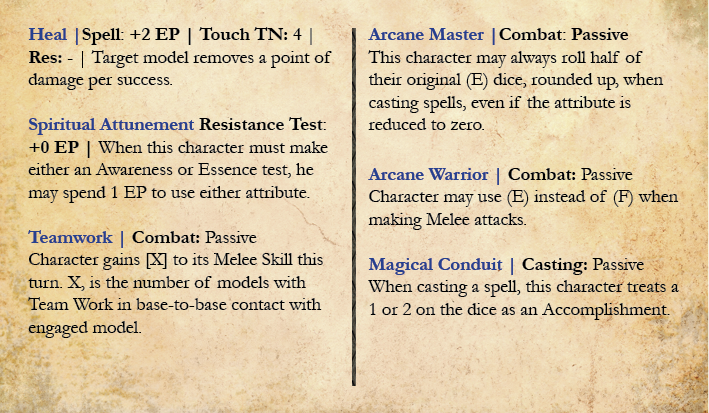 Heal |Spell: +2 EP | Touch TN: 4 |
Res: - | Target model removes a point of
damage per success.
Spiritual Attunement Resistance Test:
+0 EP | When this character must make
either an Awareness or Essence test, he
may spend 1 EP to use either attribute.
Teamwork | Combat: Passive
Character gains [X] to its Melee Skill this
turn. X, is the number of models with
Team Work in base-to-base contact with
engaged model.
Arcane Master |Combat: Passive
This character may always roll half of
their original (E) dice, rounded up, when
casting spells, even if the attribute is
reduced to zero.
Arcane Warrior | Combat: Passive
Character may use (E) instead of (F) when
making Melee attacks.
Magical Conduit | Casting: Passive
When casting a spell, this character treats a
1 or 2 on the dice as an Accomplishment.